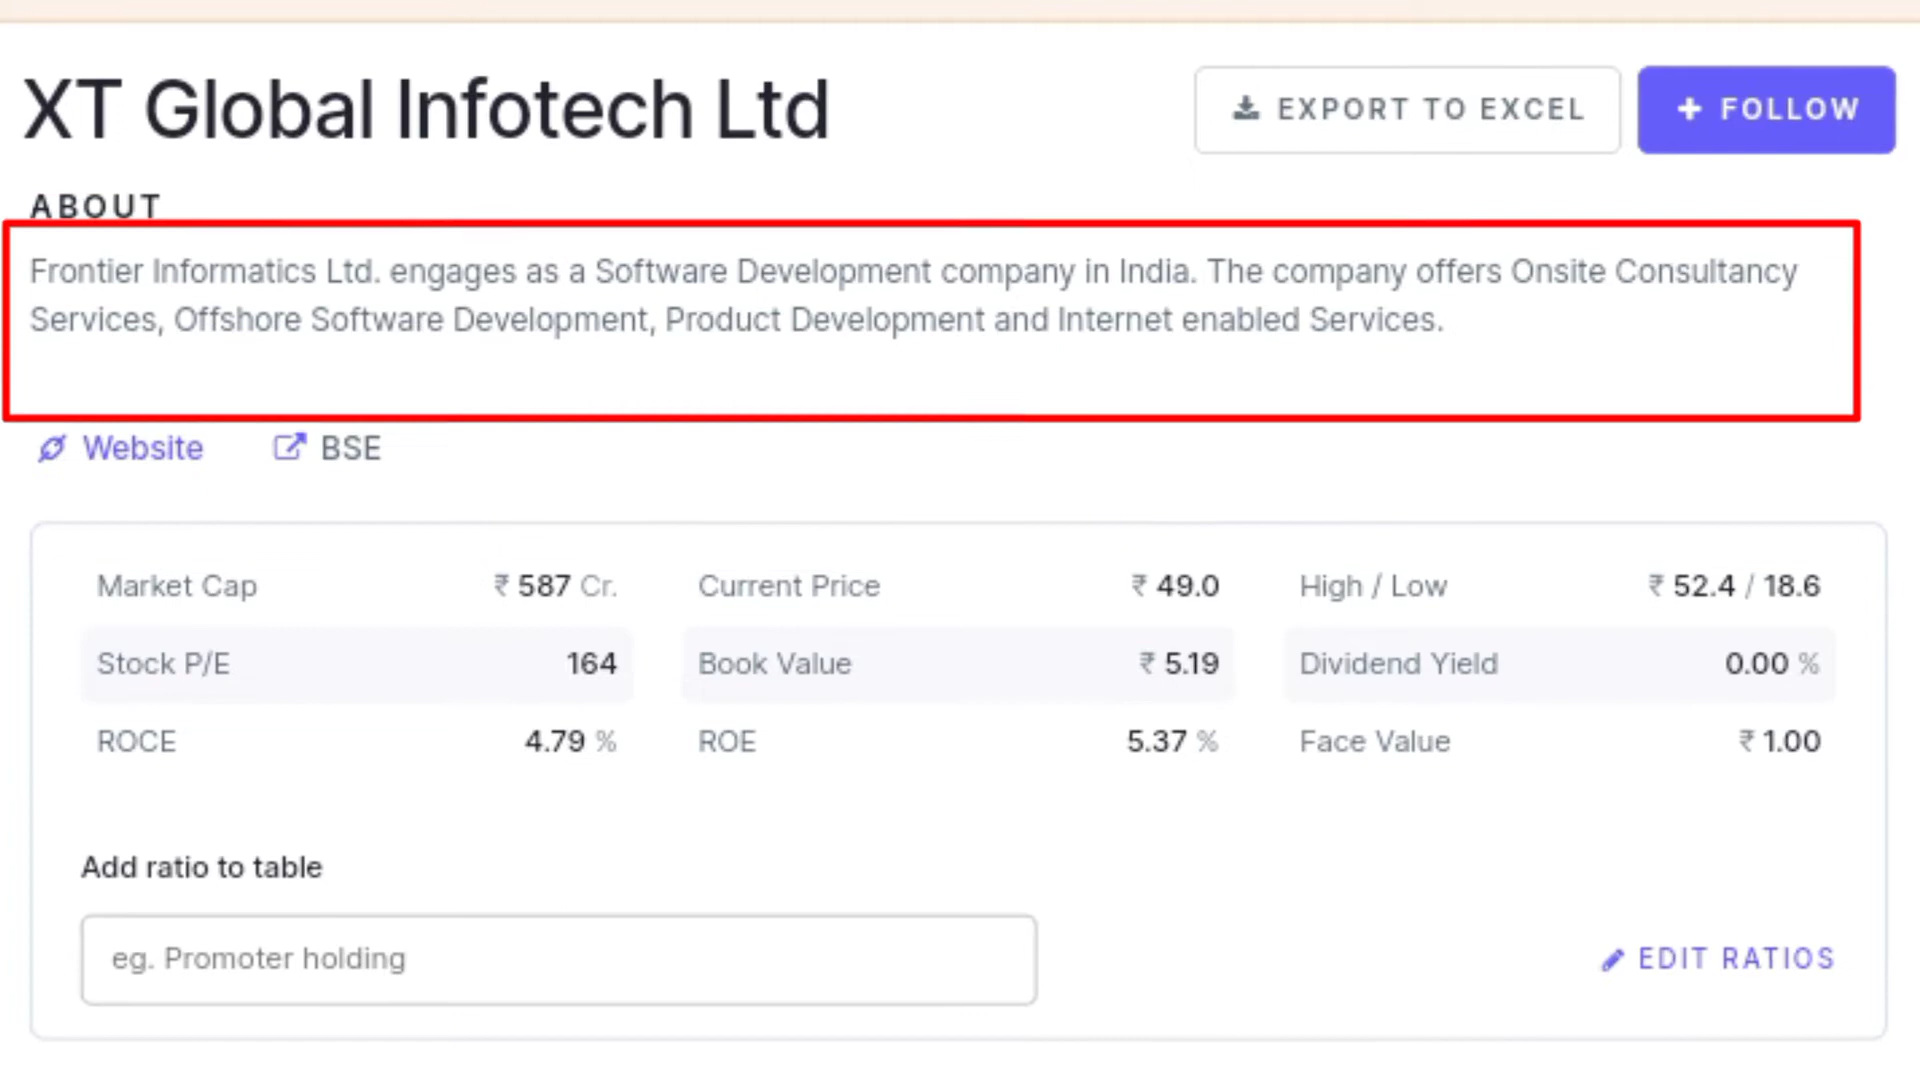 XT Global Infotech Ltd
EXPORT TO EXCEL
FOLLOW
ABOUT
Frontier Informatics Ltd. engages as a Software Development company in India. The company offers Onsite Consultancy
Services, Offshore Software Development, Product Development and Internet enabled Services.
Website BSE
Market Cap ₹ 587 Cr. Current Price ₹ 49.0 High / Low ₹ 52.4 / 18.6
Stock P/E 164 Book Value ₹ 5.19 Dividend Yield 0.00 %
ROCE 4.79 % ROE 5.37 % Face Value ₹ 1.00
Add ratio to table
eg. Promoter holding
EDIT RATIOS